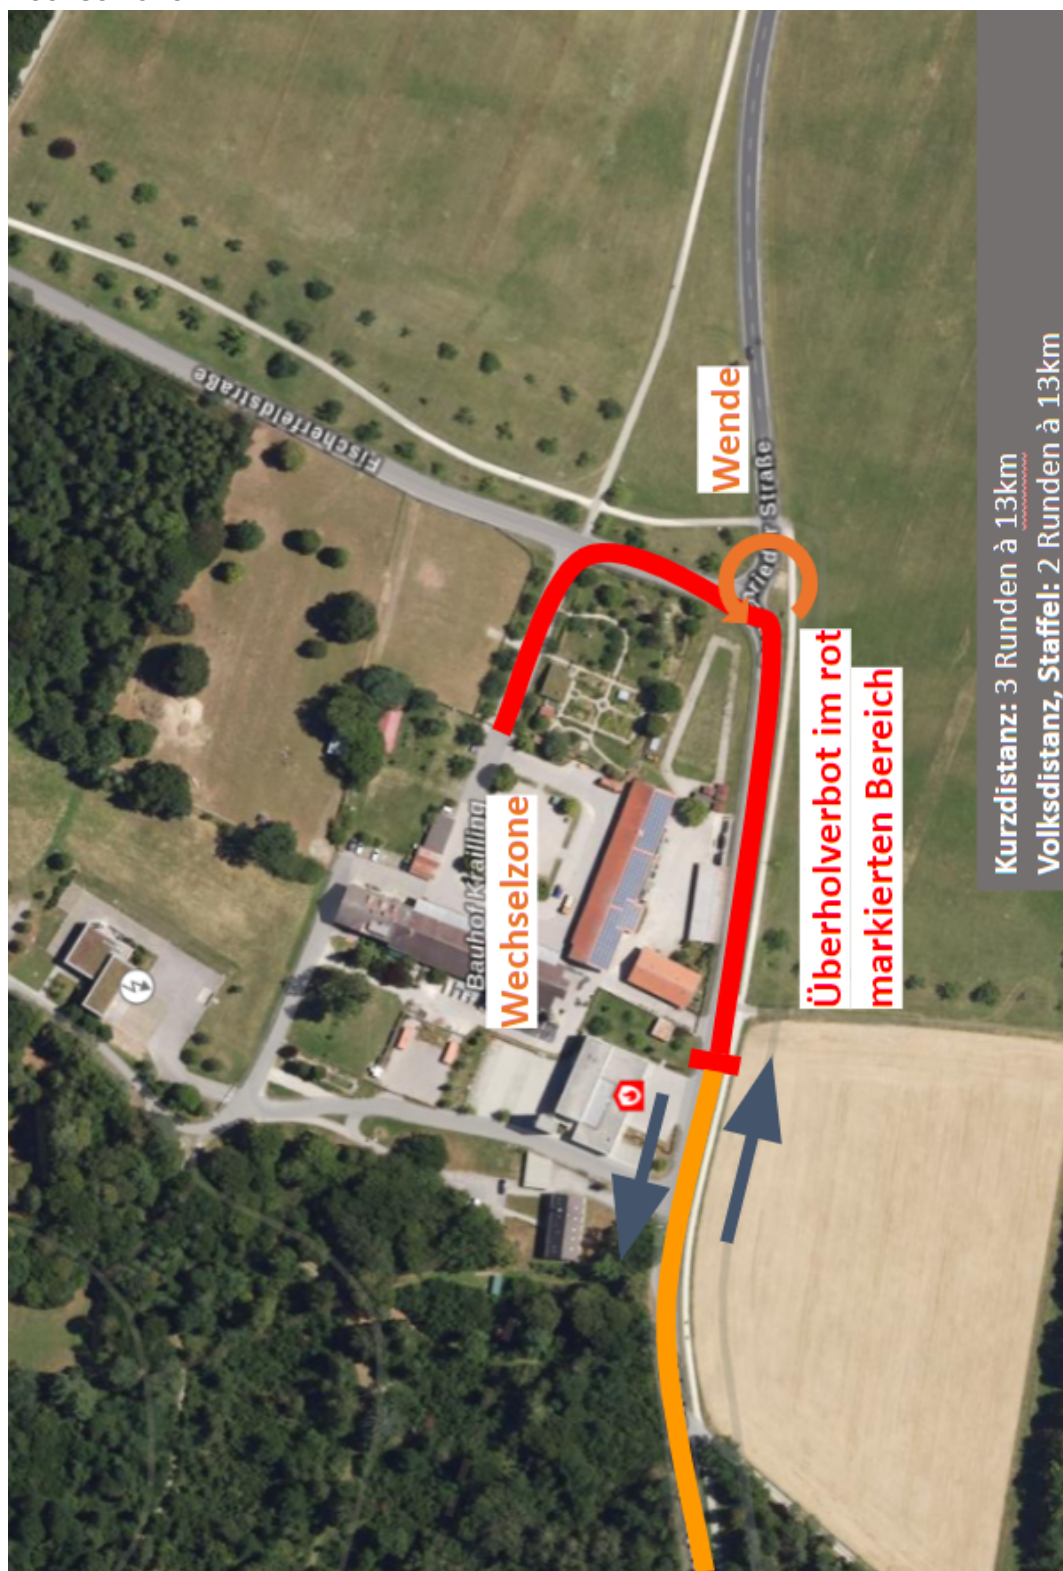 Fischerfeldstraße
Wende
Straße
Bauhof Krailling
Wechselzone
Überholverbot im rot
markierten Bereich
Kurzdistanz: 3 Runden à 13km
Volksdistanz, Staffel: 2 Runden à 13km